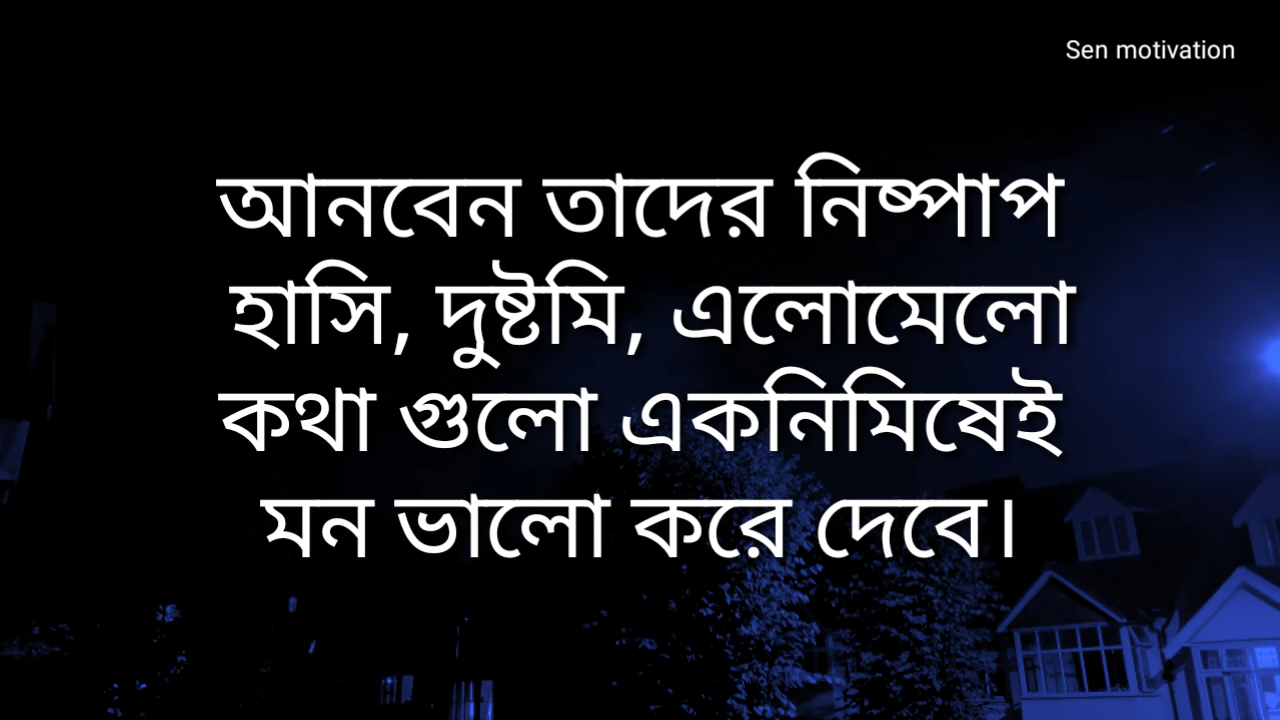 Sen motivation
আনবেন তাদের নিষ্পাপ
হাসি, দুষ্টমি, এলোমেলো
কথা গুলো একনিমিষেই
মন ভালো করে দেবে।